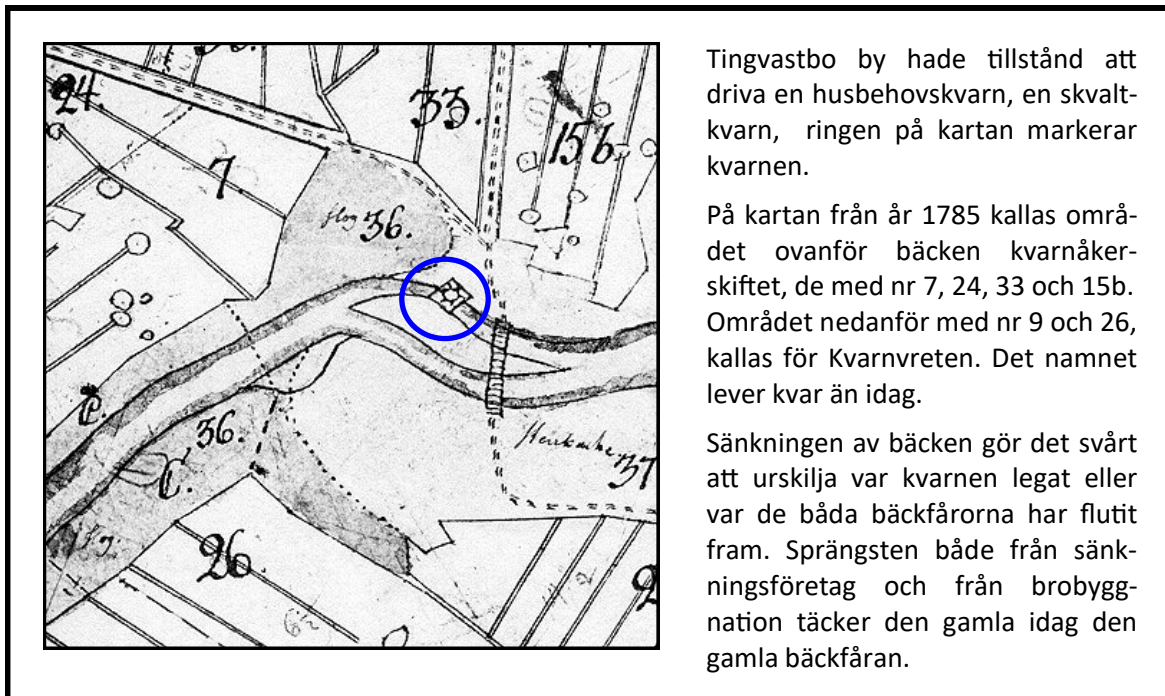 24.
7.
33.
15b.
36.
36.
C.
37
26.
Tingvastbo by hade tillstånd att
driva en husbehovskvarn, en skvalt-
kvarn, ringen på kartan markerar
kvarnen.
På kartan från år 1785 kallas områ-
det ovanför bäcken kvarnåker-
skiftet, de med nr 7, 24, 33 och 15b.
Området nedanför med nr 9 och 26,
kallas för Kvarnvreten. Det namnet
lever kvar än idag.
Sänkningen av bäcken gör det svårt
att urskilja var kvarnen legat eller
var de båda bäckfårorna har flutit
fram. Sprängsten både från sänk-
ningsföretag och från brobygg-
nation täcker den gamla idag den
gamla bäckfåran.